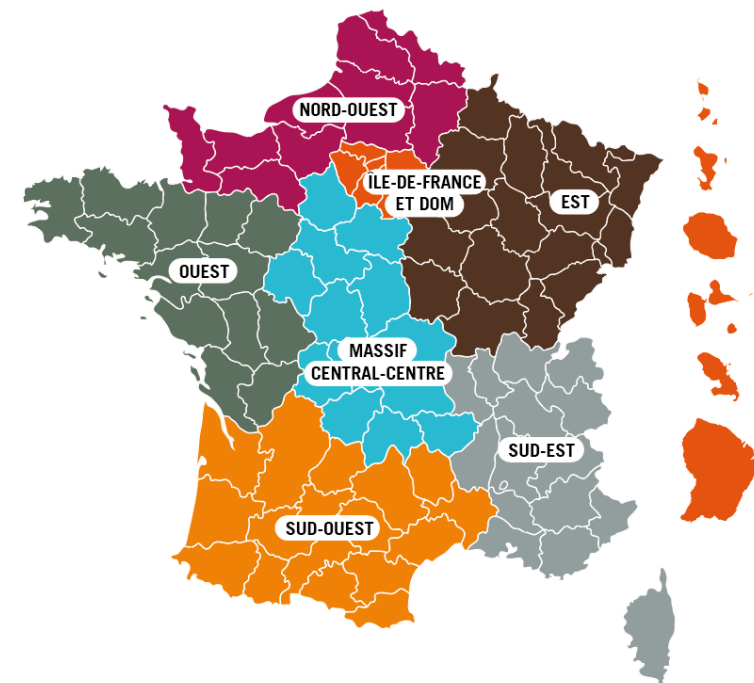 NORD-OUEST
ÎLE-DE-FRANCE
ET DOM
EST
OUEST
MASSIF
CENTRAL-CENTRE
SUD-EST
SUD-OUEST